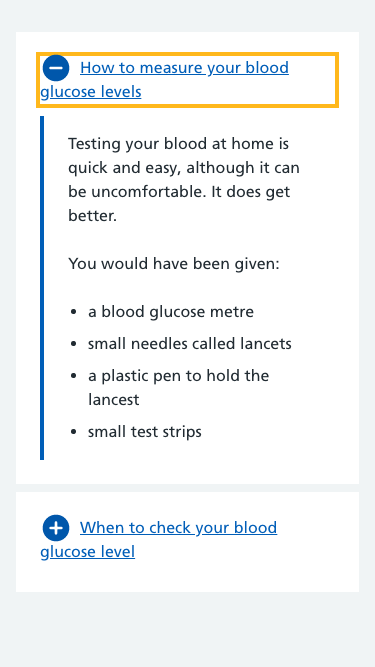 How to measure your blood
glucose levels
Testing your blood at home is
quick and easy, although it can
be uncomfortable. It does get
better.
You would have been given:
• a blood glucose metre
• small needles called lancets
• a plastic pen to hold the
lancest
• small test strips
When to check your blood
glucose level